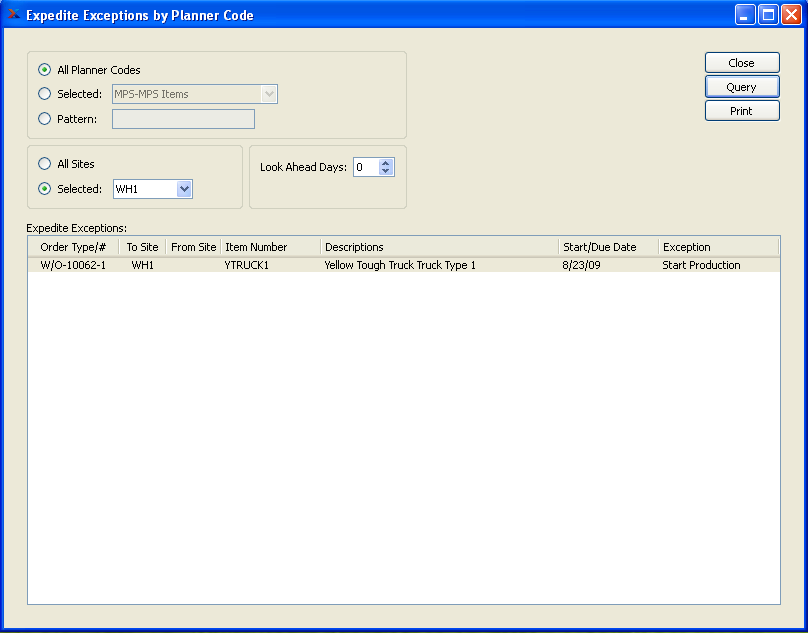 Expedite Exceptions by Planner Code
All Planner Codes
Close
Selected: MPS-MPS Items
Query
Pattern:
Print
All Sites
Look Ahead Days: 0
Selected: WH1
Expedite Exceptions:
Order Type/# To Site From Site Item Number Descriptions Start/Due Date Exception
W/O-10062-1 WH1 YTRUCK1 Yellow Tough Truck Truck Type 1 8/23/09 Start Production